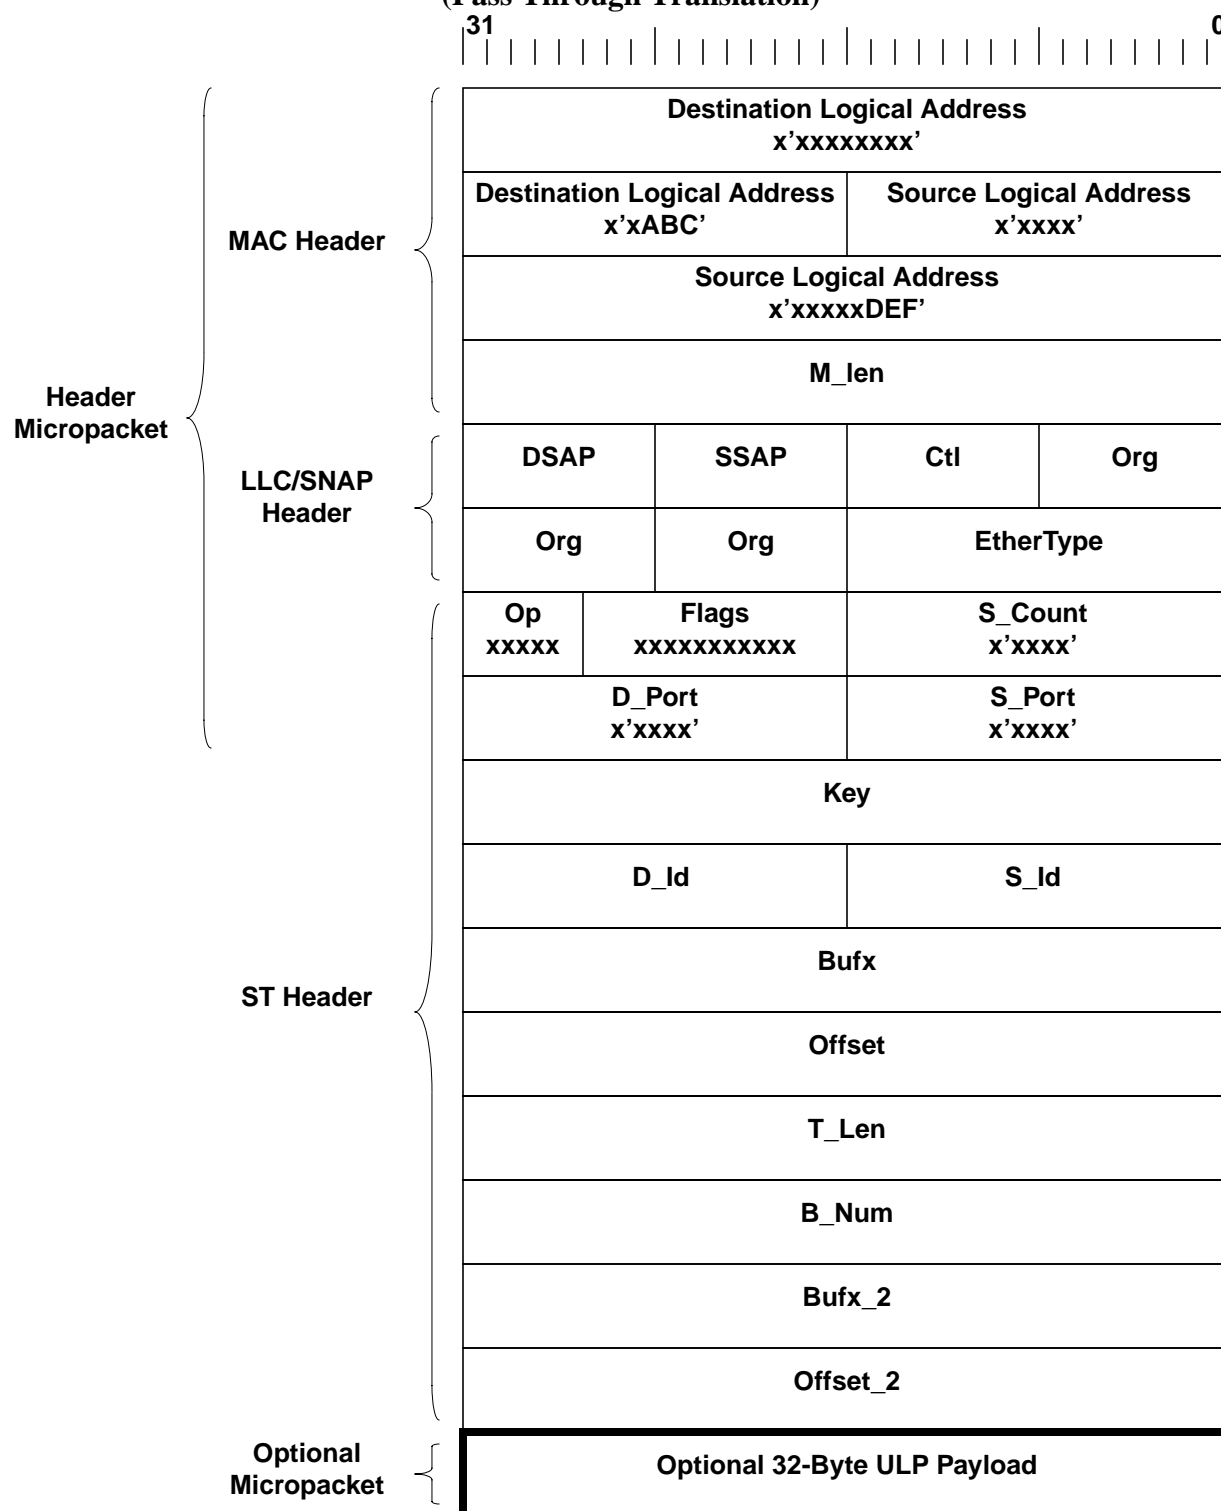 (Pass-Through Translation)
31 0
Destination Logical Address
x’xxxxxxxx’
Destination Logical Address Source Logical Address
x’xABC’ x’xxxx’
MAC Header
Source Logical Address
x’xxxxxDEF’
M_len
Header
Micropacket
DSAP SSAP Ctl Org
LLC/SNAP
Header
Org Org EtherType
Op Flags S_Count
xxxxx xxxxxxxxxxx x’xxxx’
D_Port S_Port
x’xxxx’ x’xxxx’
Key
D_Id S_Id
Bufx
ST Header
Offset
T_Len
B_Num
Bufx_2
Offset_2
Optional
Micropacket
Optional 32-Byte ULP Payload